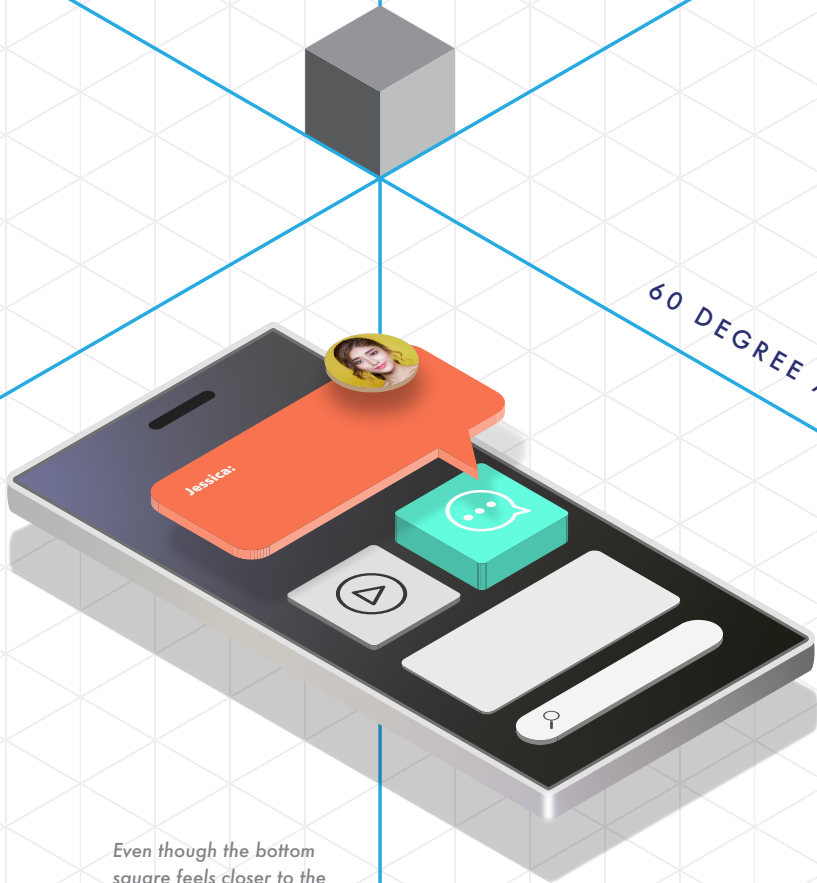 60 DEGREE
Jessica:
Even though the bottom
square feels closer to the